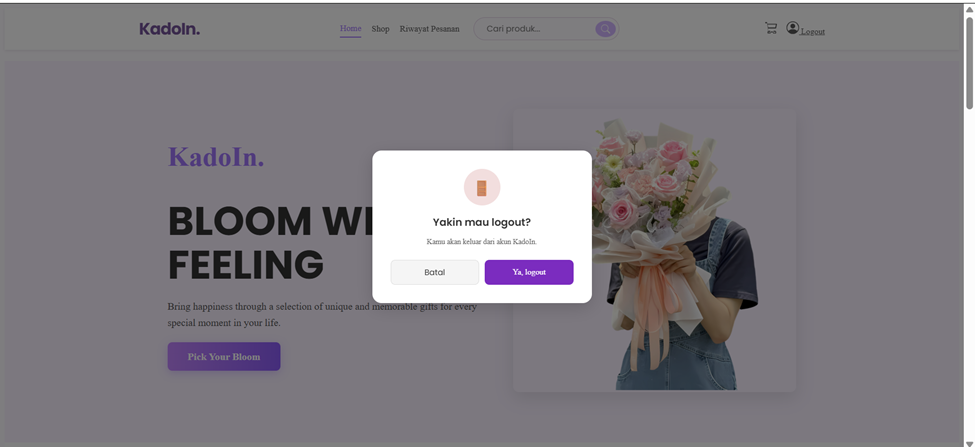 KadoIn.
Home Shop Riwayat Pesanan Cari produk... Logout
KadoIn.
BLOOM WI
FEELING
Bring happiness through a selection of unique and memorable gifts for every
special moment in your life.
Pick Your Bloom
Yakin mau logout?
Kamu akan keluar dari akun KadoIn.
Batal Ya, logout